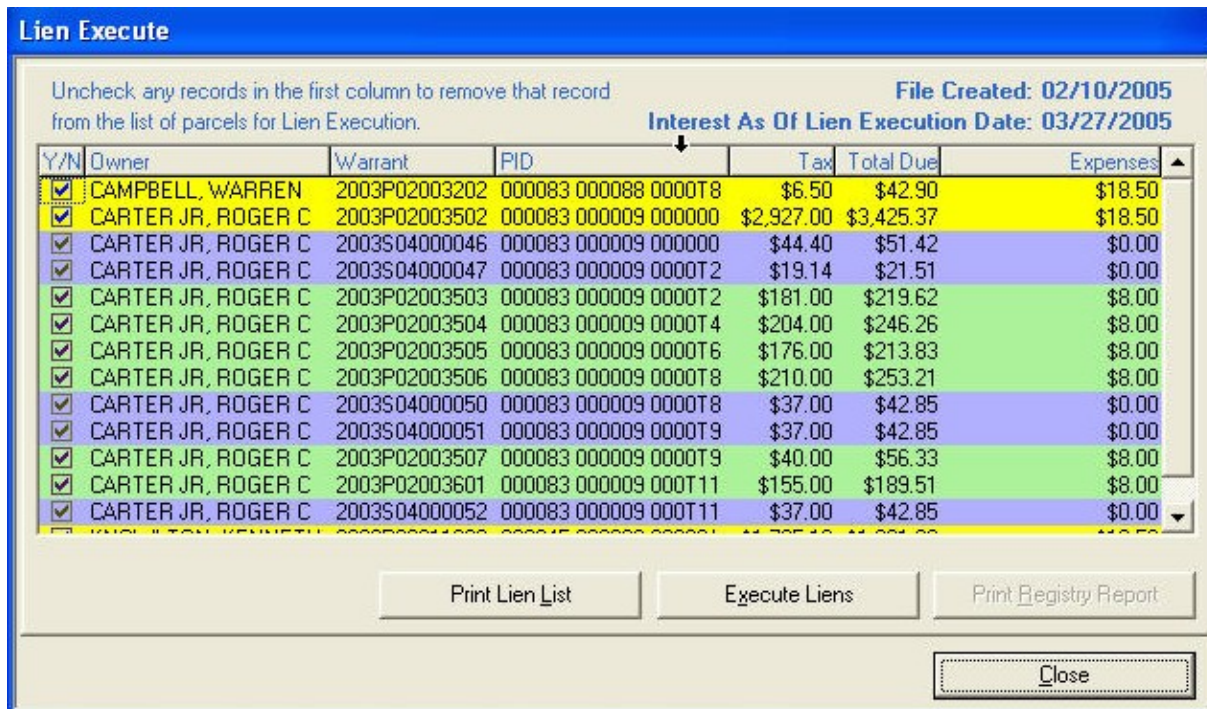 Lien Execute
Uncheck any records in the first column to remove that record
from the list of parcels for Lien Execution.
File Created: 02/10/2005
Interest As Of Lien Execution Date: 03/27/2005
Y/N Owner Warrant PID Tax Total Due Expenses
CAMPBELL, WARREN 2003P02003202 000083 000088 0000T8 $6.50 $42.90 $18.50
CARTER JR, ROGER C 2003P02003502 000083 000009 000000 $2,927.00 $3,425.37 $18.50
CARTER JR, ROGER C 2003S04000046 000083 000009 000000 $44.40 $51.42 $0.00
CARTER JR, ROGER C 2003S04000047 000083 000009 0000T2 $19.14 $21.51 $0.00
CARTER JR, ROGER C 2003P02003503 000083 000009 0000T2 $181.00 $219.62 $8.00
CARTER JR, ROGER C 2003P02003504 000083 000009 0000T4 $204.00 $246.26 $8.00
CARTER JR, ROGER C 2003P02003505 000083 000009 0000T6 $176.00 $213.83 $8.00
CARTER JR, ROGER C 2003P02003506 000083 000009 0000T8 $210.00 $253.21 $8.00
CARTER JR, ROGER C 2003S04000050 000083 000009 0000T8 $37.00 $42.85 $0.00
CARTER JR, ROGER C 2003S04000051 000083 000009 0000T9 $37.00 $42.85 $0.00
CARTER JR, ROGER C 2003P02003507 000083 000009 0000T9 $40.00 $56.33 $8.00
CARTER JR, ROGER C 2003P02003601 000083 000009 000T11 $155.00 $189.51 $8.00
CARTER JR, ROGER C 2003S04000052 000083 000009 000T11 $37.00 $42.85 $0.00
Print Lien List Execute Liens Print Registry Report
Close